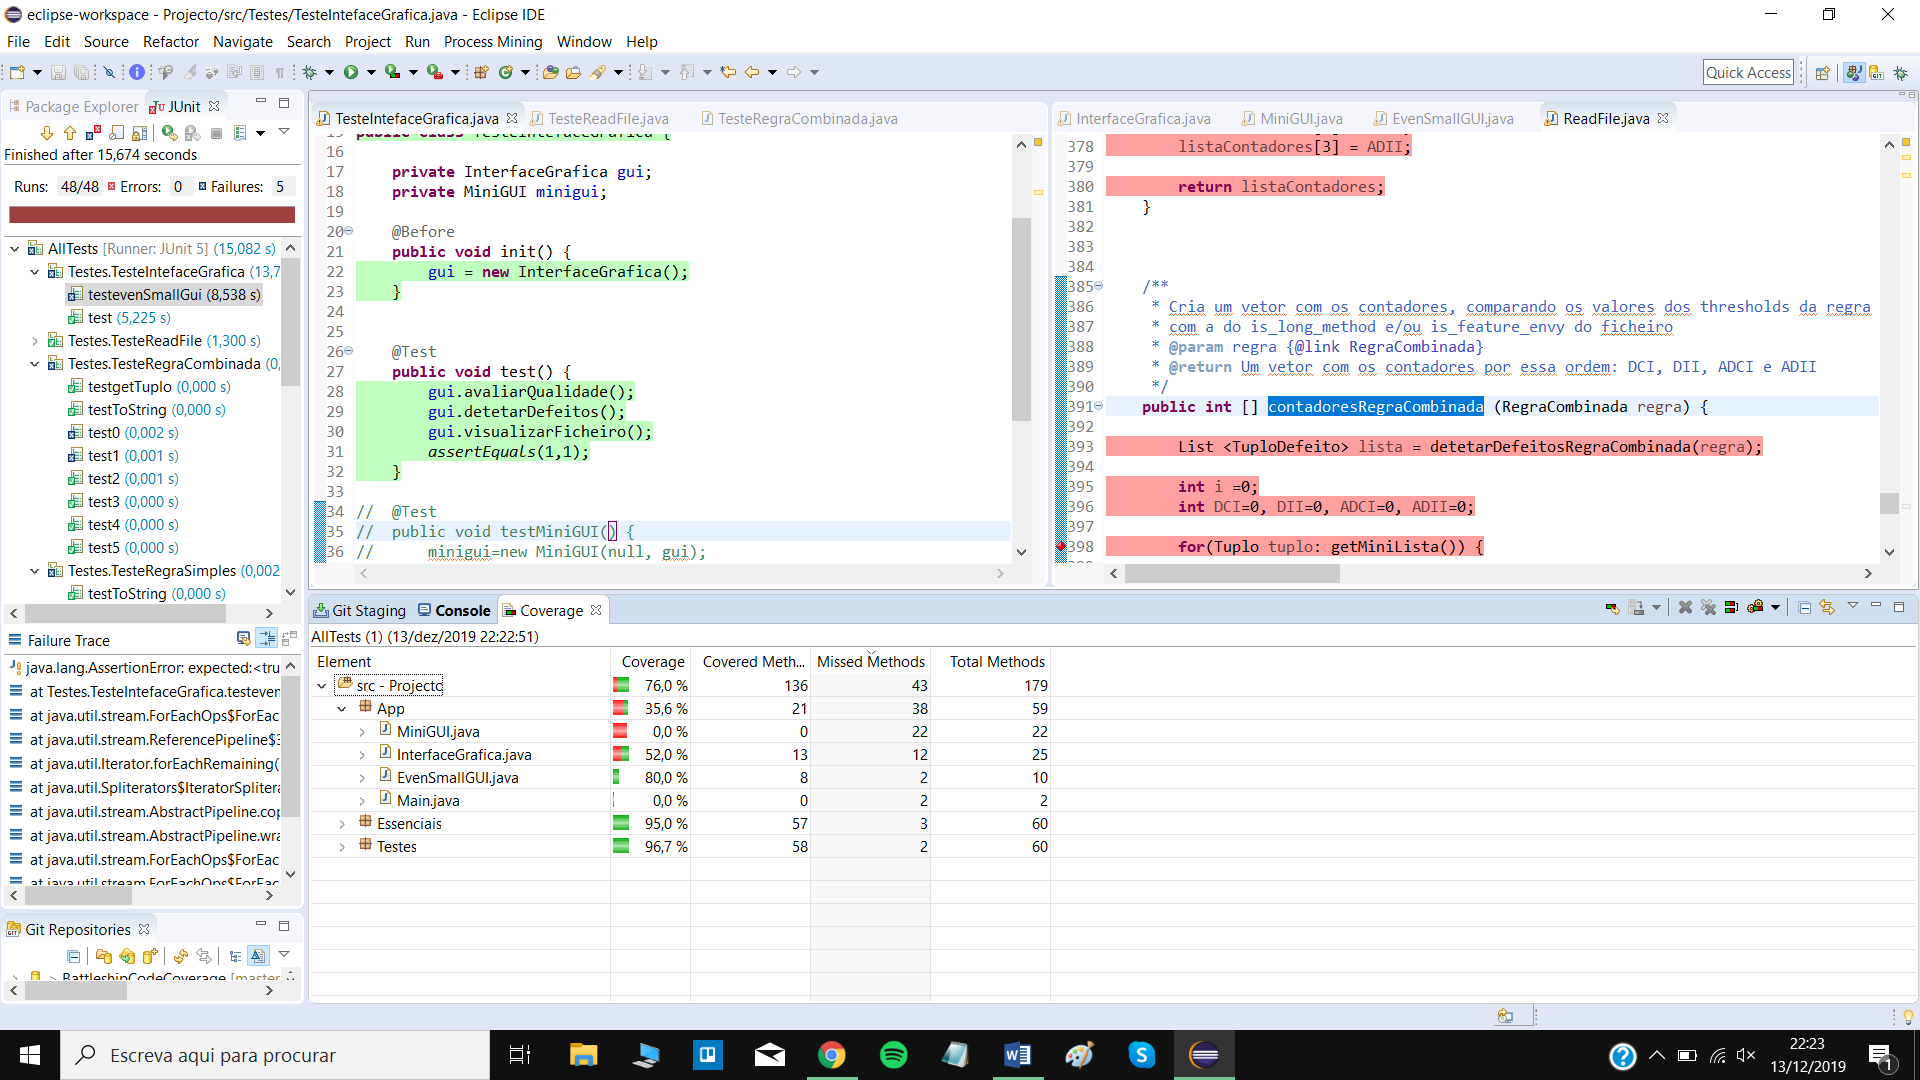 eclipse-workspace - Projecto/src/Testes/TesteIntefaceGrafica.java - Eclipse IDE
File Edit Source Refactor Navigate Search Project Run Process Mining Window Help
Quick Access
Package Explorer JUnit
Finished after 15,674 seconds
Runs: 48/48 Errors: 0 Failures: 5
AllTests [Runner: JUnit 5] (15,082 s)
Testes.TesteIntefaceGrafica (13,7
testevenSmallGui (8,538 s)
test (5,225 s)
Testes.TesteReadFile (1,300 s)
Testes.TesteRegraCombinada (0,
testgetTuplo (0,000 s)
testToString (0,000 s)
test0 (0,002 s)
test1 (0,001 s)
test2 (0,001 s)
test3 (0,000 s)
test4 (0,000 s)
test5 (0,000 s)
Testes.TesteRegraSimples (0,002
testToString (0,000 s)
Failure Trace
java.lang.AssertionError: expected:<tru
at Testes.TesteIntefaceGrafica.testeven
at java.util.stream.ForEachOps$ForEac
at java.util.stream.ReferencePipeline$3
at java.util.Iterator.forEachRemaining(
at java.util.Spliterators$IteratorSplitera
at java.util.stream.AbstractPipeline.cop
at java.util.stream.AbstractPipeline.wra
at java.util.stream.ForEachOps$ForEac
at java.util.stream.ForEachOps$ForEac
Git Repositories
> BattleshipCodeCoverage [master
TesteIntefaceGrafica.java TesteReadFile.java TesteRegraCombinada.java
15 public class TesteIntefaceGrafica {
16
17 private InterfaceGrafica gui;
18 private MiniGUI minigui;
19
20 @Before
21 public void init() {
22 gui = new InterfaceGrafica();
23 }
24
25
26 @Test
27 public void test() {
28 gui.avaliarQualidade();
29 gui.detetarDefeitos();
30 gui.visualizarFicheiro();
31 assertEquals(1,1);
32 }
33
34 // @Test
35 // public void testMiniGUI() {
36 // minigui=new MiniGUI(null, gui);
InterfaceGrafica.java MiniGUI.java EvenSmallGUI.java ReadFile.java
378 listaContadores[3] = ADII;
379
380 return listaContadores;
381 }
382
383
384
385 /**
386 * Cria um vetor com os contadores, comparando os valores dos thresholds da regra
387 * com a do is_long_method e/ou is_feature_envy do ficheiro
388 * @param regra {@link RegraCombinada}
389 * @return Um vetor com os contadores por essa ordem: DCI, DII, ADCI e ADII
390 */
391 public int [] contadoresRegraCombinada (RegraCombinada regra) {
392
393 List <TuploDefeito> lista = detetarDefeitosRegraCombinada(regra);
394
395 int i =0;
396 int DCI=0, DII=0, ADCI=0, ADII=0;
397
398 for(Tuplo tuplo: getMiniLista()) {
Git Staging Console Coverage
AllTests (1) (13/dez/2019 22:22:51)
Element Coverage Covered Meth... Missed Methods Total Methods
src - Projecto 76,0 % 136 43 179
App 35,6 % 21 38 59
MiniGUI.java 0,0 % 0 22 22
InterfaceGrafica.java 52,0 % 13 12 25
EvenSmallGUI.java 80,0 % 8 2 10
Main.java 0,0 % 0 2 2
Essenciais 95,0 % 57 3 60
Testes 96,7 % 58 2 60
Escreva aqui para procurar
22:23
13/12/2019
1